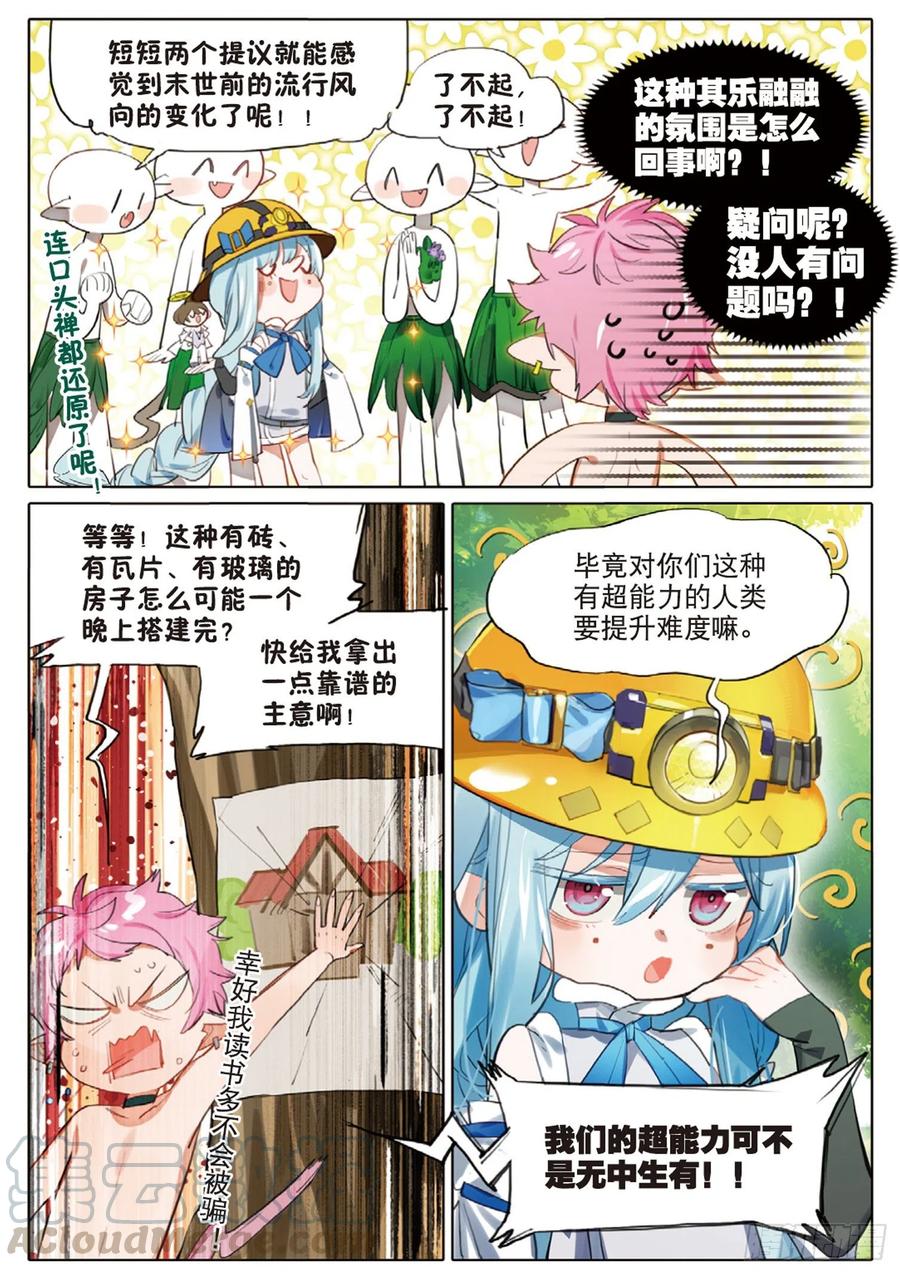 短短两个提议就能感
觉到末世前的流行风
向的变化了呢！！
了不起，
了不起！
这种其乐融融
的氛围是怎么
回事啊？！
疑问呢？
没人有问
题吗？！
连口头禅都还原了呢！
等等！这种有砖、
有瓦片、有玻璃的
房子怎么可能一个
晚上搭建完？
快给我拿出
一点靠谱的
主意啊！
幸好我读书多不会被骗！
毕竟对你们这种
有超能力的人类
要提升难度嘛。
我们的超能力可不
是无中生有！！
集云数据
ACloudMerge.com